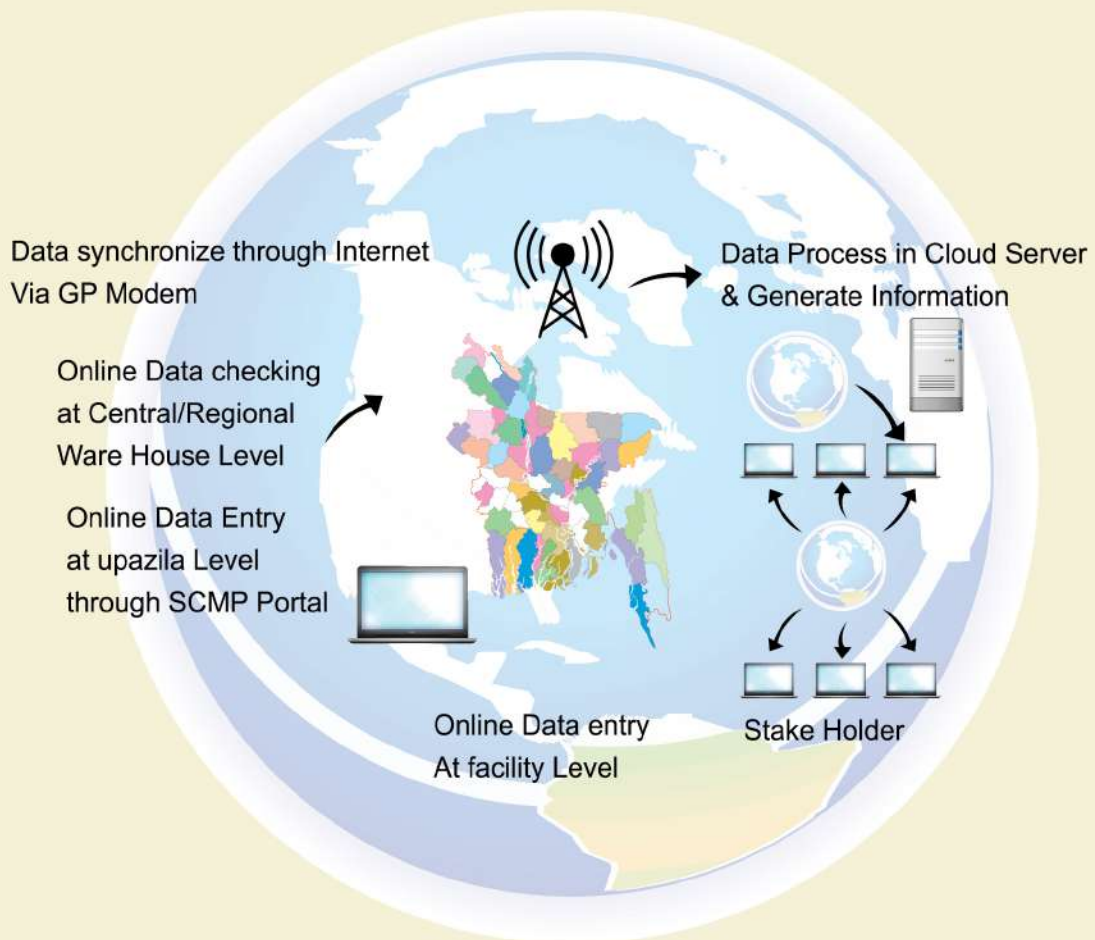 Data synchronize through Internet
Via GP Modem
Data Process in Cloud Server
& Generate Information
Online Data checking
at Central/Regional
Ware House Level
Online Data Entry
at upazila Level
through SCMP Portal
Online Data entry
At facility Level
Stake Holder